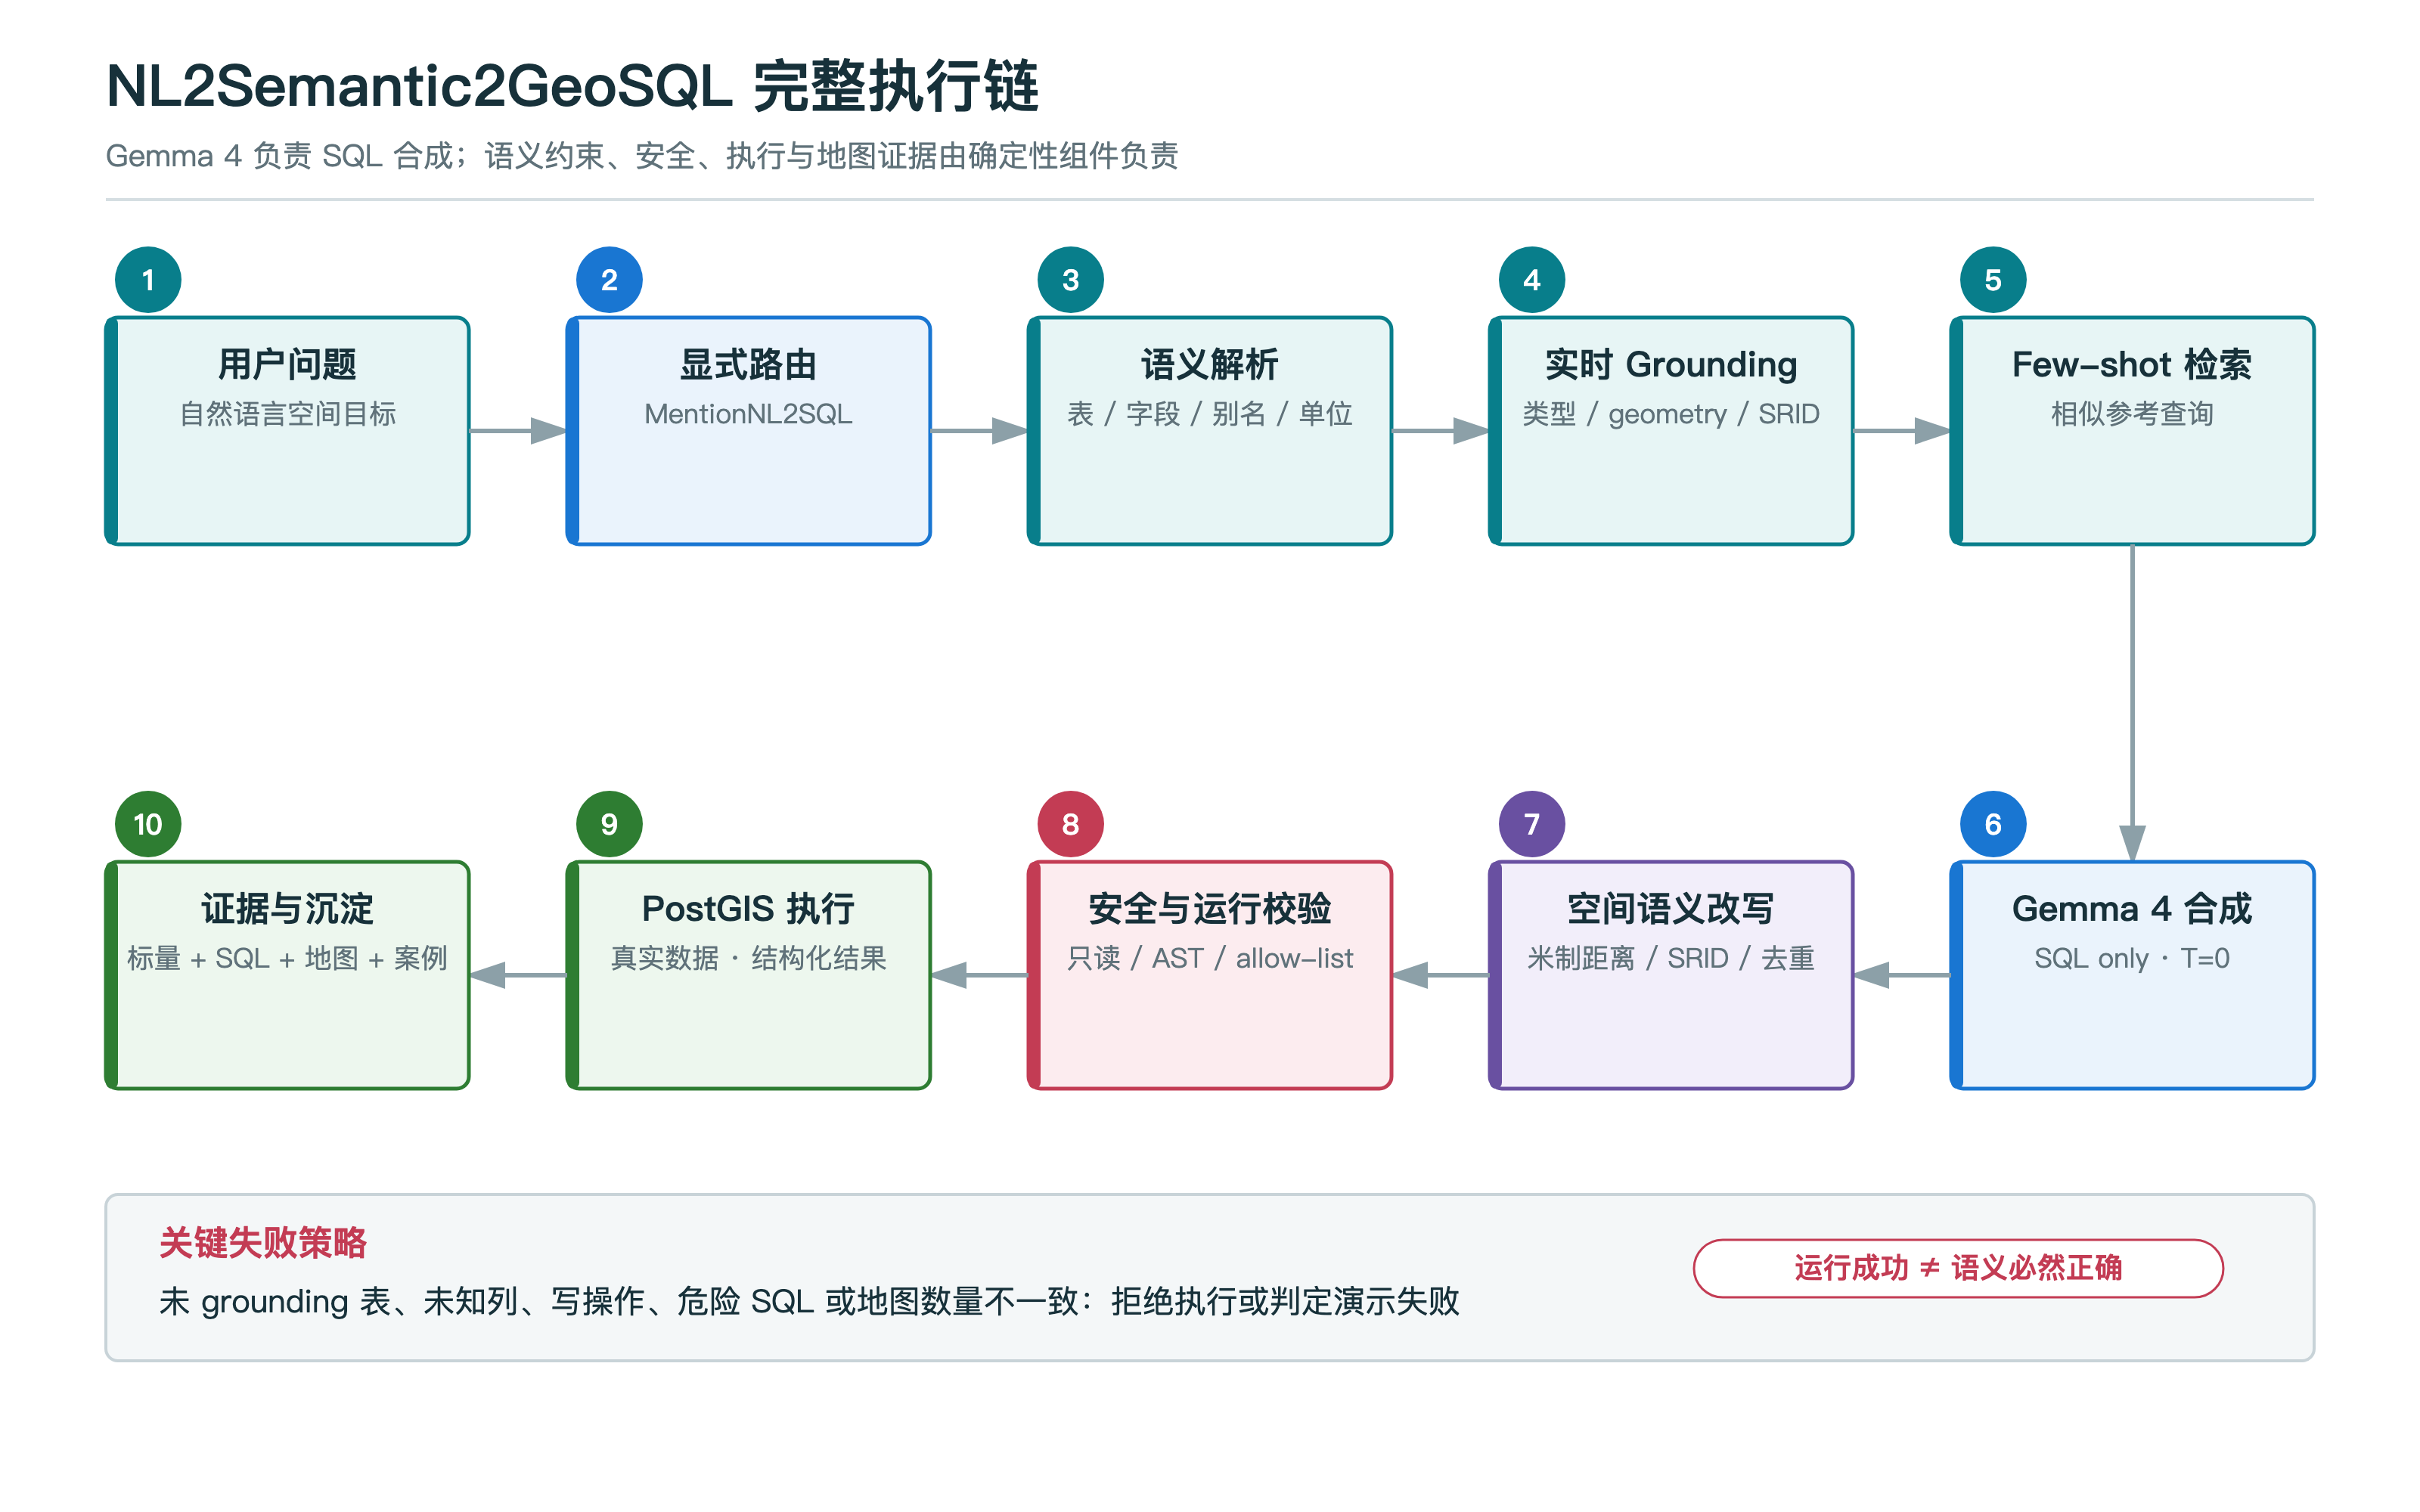 NL2Semantic2GeoSQL 完整执行链
Gemma 4 负责 SQL 合成；语义约束、安全、执行与地图证据由确定性组件负责
1
用户问题
自然语言空间目标
2
显式路由
MentionNL2SQL
3
语义解析
表 / 字段 / 别名 / 单位
4
实时 Grounding
类型 / geometry / SRID
5
Few-shot 检索
相似参考查询
6
Gemma 4 合成
SQL only · T=0
7
空间语义改写
米制距离 / SRID / 去重
8
安全与运行校验
只读 / AST / allow-list
9
PostGIS 执行
真实数据 · 结构化结果
10
证据与沉淀
标量 + SQL + 地图 + 案例
关键失败策略
未 grounding 表、未知列、写操作、危险 SQL 或地图数量不一致：拒绝执行或判定演示失败
运行成功 ≠ 语义必然正确